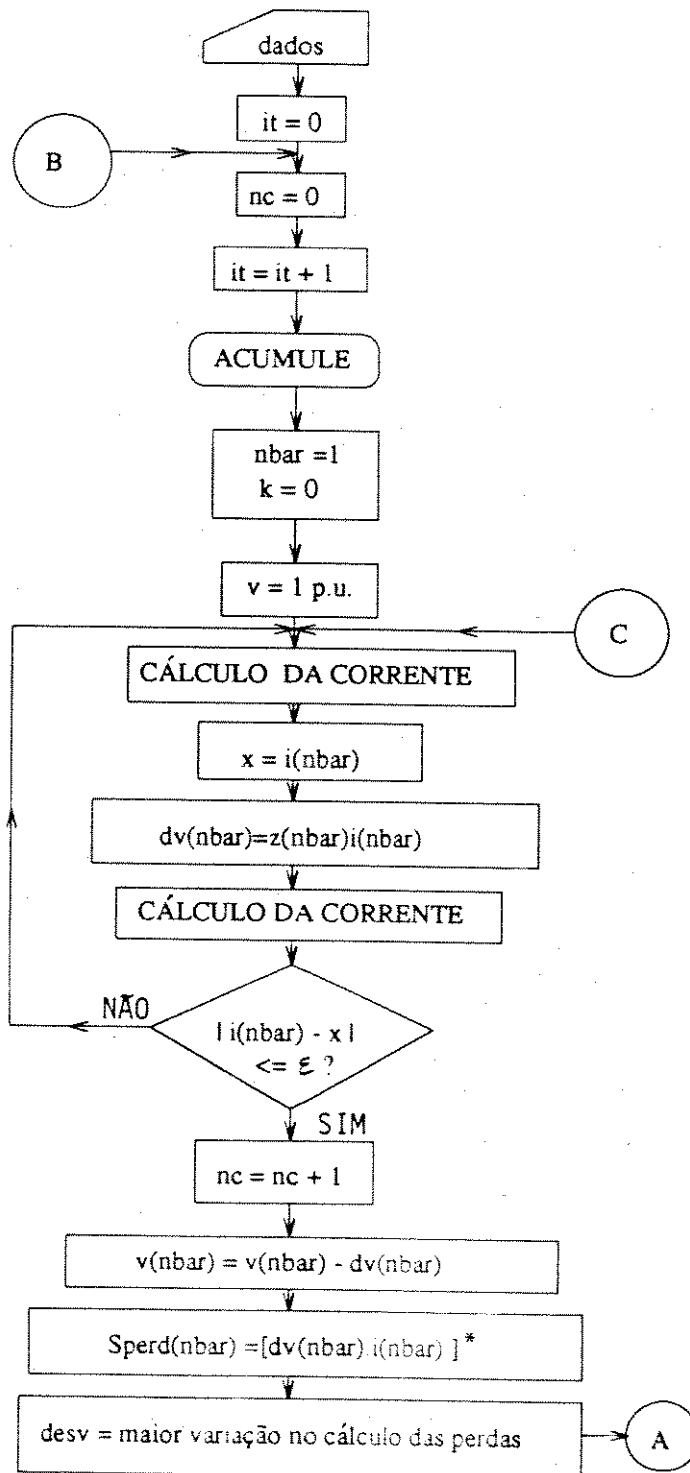 dados
it = 0
B
nc = 0
it = it + 1
ACUMULE
nbar =1
k = 0
v = 1 p.u.
C
CÁLCULO DA CORRENTE
x = i(nbar)
dv(nbar)=z(nbar)i(nbar)
CÁLCULO DA CORRENTE
NÃO
| i(nbar) - x |
<= ε ?
SIM
nc = nc + 1
v(nbar) = v(nbar) - dv(nbar)
Sperd(nbar) =[dv(nbar).i(nbar) ]*
desv = maior variação no cálculo das perdas
A